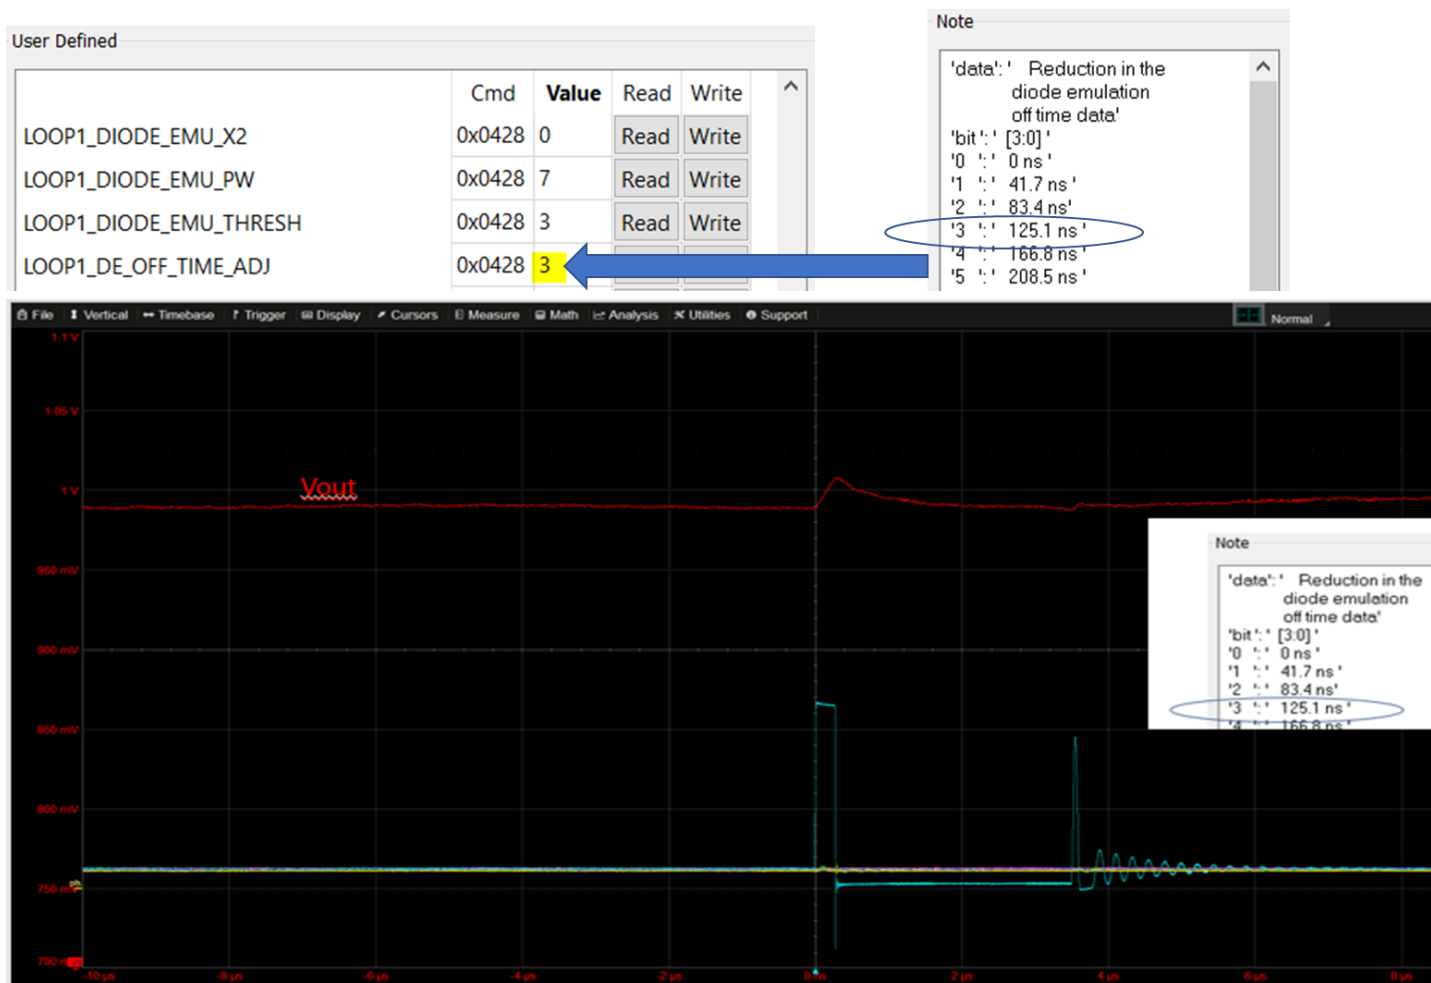 User Defined
Cmd Value Read Write
LOOP1_DIODE_EMU_X2 0x0428 0 Read Write
LOOP1_DIODE_EMU_PW 0x0428 7 Read Write
LOOP1_DIODE_EMU_THRESH 0x0428 3 Read Write
LOOP1_DE_OFF_TIME_ADJ 0x0428 3
Note
'data': ' Reduction in the
diode emulation
off time data'
'bit ': ' [3:0] '
'0 ': ' 0 ns '
'1 ': ' 41.7 ns '
'2 ': ' 83.4 ns'
'3 ': ' 125.1 ns '
'4 ': ' 166.8 ns '
'5 ': ' 208.5 ns '
File Vertical Timebase Trigger Display Cursors Measure Math Analysis Utilities Support
Normal
1.1 V
1.05 V
1 V
950 mV
900 mV
850 mV
800 mV
750 mV
700 m
Vout
Note
'data': ' Reduction in the
diode emulation
off time data'
'bit ': ' [3:0] '
'0 ': ' 0 ns '
'1 ': ' 41.7 ns '
'2 ': ' 83.4 ns'
'3 ': ' 125.1 ns '
'4 ': ' 166.8 ns '
-10 µs -8 µs -6 µs -4 µs -2 µs 0 ns 2 µs 4 µs 6 µs 8 µs